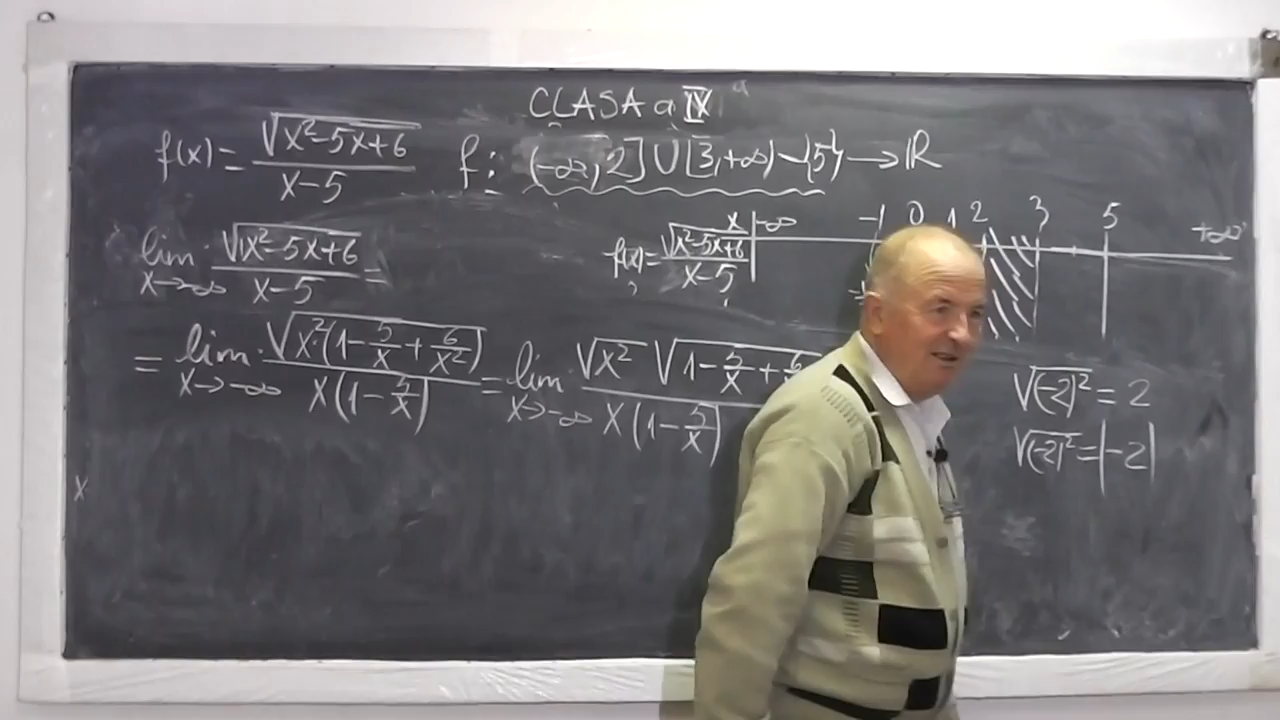 CLASA a IX a
f(x) = √(x²-5x+6) / (x-5)   f: (-∞, 2] ∪ [3, +∞) - {5} → ℝ
lim x→-∞ √(x²-5x+6) / (x-5) =
x | -∞ -1 0 1 2 3 5 +∞
f(x) = √(x²-5x+6) / (x-5)
= lim x→-∞ √(x²(1 - 5/x + 6/x²)) / (x(1 - 5/x)) = lim x→-∞ √x² √(1 - 5/x + 6 / (x(1 - 5/x))
√(-2)² = 2
√(-2)² = |-2|
x